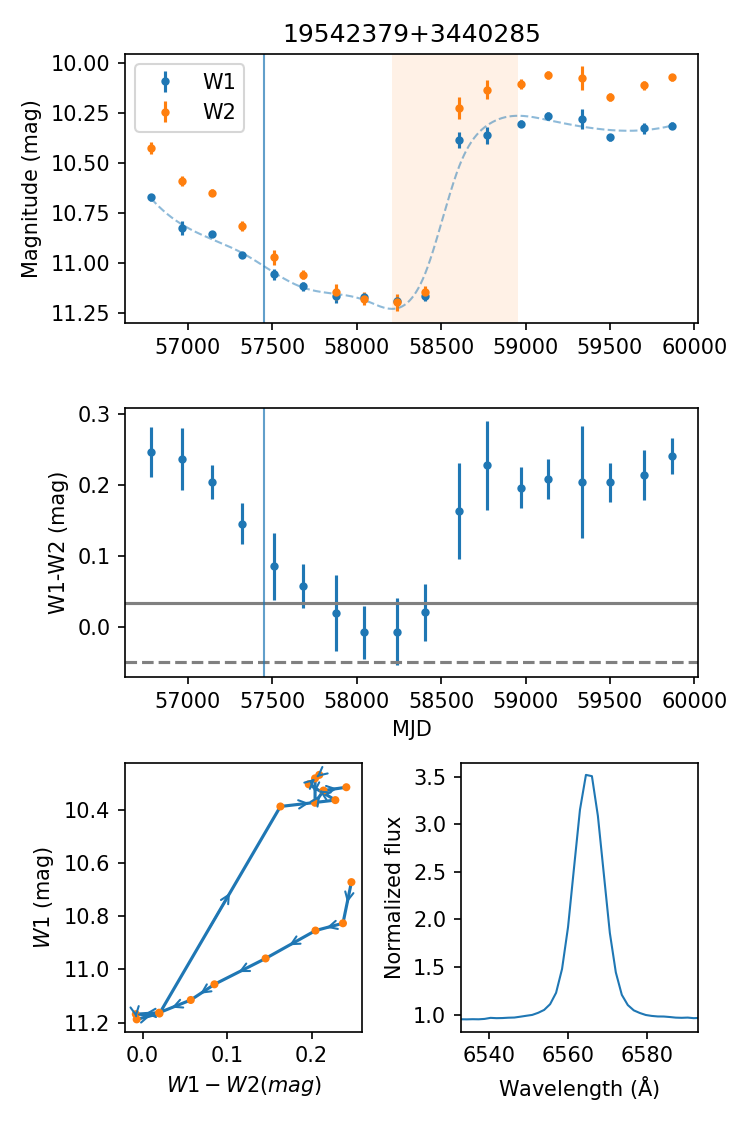 19542379+3440285
Magnitude (mag)
10.00
10.25
10.50
10.75
11.00
11.25
W1
W2
57000 57500 58000 58500 59000 59500 60000
W1-W2 (mag)
0.3
0.2
0.1
0.0
57000 57500 58000 58500 59000 59500 60000
MJD
W1 (mag)
10.4
10.6
10.8
11.0
11.2
0.0 0.1 0.2
W1 − W2(mag)
Normalized flux
3.5
3.0
2.5
2.0
1.5
1.0
6540 6560 6580
Wavelength (Å)